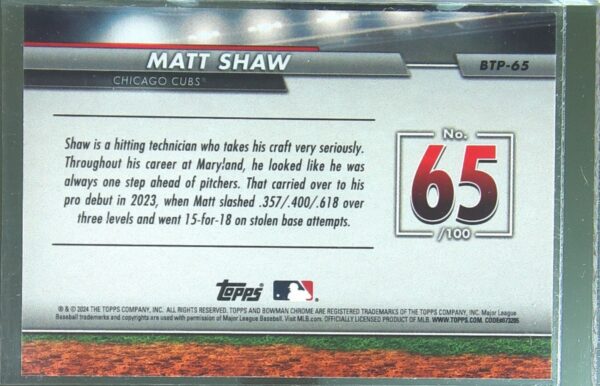 MATT SHAW
BTP-65
CHICAGO CUBS
Shaw is a hitting technician who takes his craft very seriously.
Throughout his career at Maryland, he looked like he was
always one step ahead of pitchers. That carried over to his
pro debut in 2023, when Matt slashed .357/.400/.618 over
three levels and went 15-for-18 on stolen base attempts.
No.
65
/100
Topps
® & © 2024 THE TOPPS COMPANY, INC. ALL RIGHTS RESERVED. TOPPS AND BOWMAN CHROME ARE REGISTERED TRADEMARKS OF THE TOPPS COMPANY, INC. Major League
Baseball trademarks and copyrights are used with permission of Major League Baseball. Visit MLB.com. OFFICIALLY LICENSED PRODUCT OF MLB. WWW.TOPPS.COM. CODE#673205